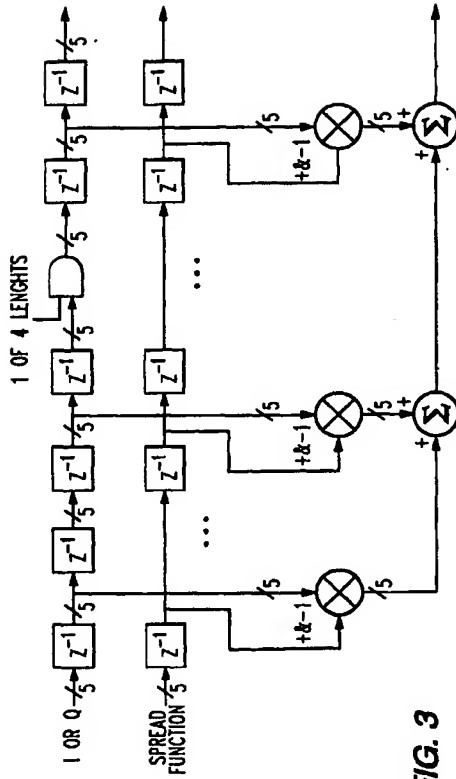 1 OF 4 LENGHTS
I OR Q 5 z⁻¹ 5 z⁻¹ 5 z⁻¹ 5 z⁻¹ 5 5 z⁻¹ 5 z⁻¹ 5
SPREAD
FUNCTION 5 z⁻¹ z⁻¹ z⁻¹ z⁻¹ z⁻¹
... ...
5 5 5
+&-1 +&-1 +&-1
5 5 5
+ + Σ + + Σ
FIG. 3